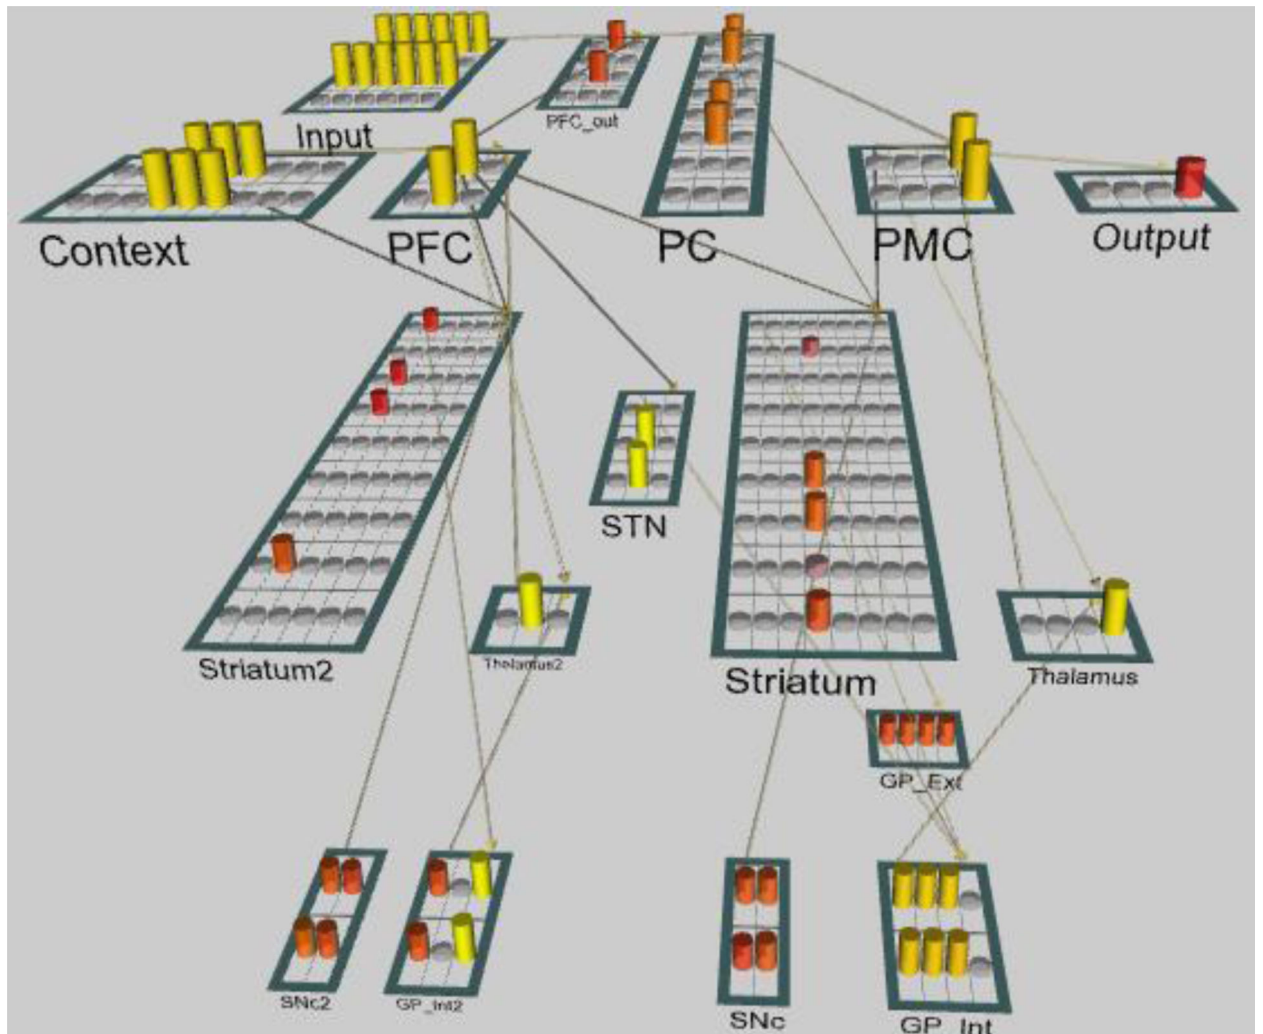 PFC_out
Input
Context
PFC
PC
PMC
Output
STN
Striatum2
Thalamus2
Striatum
Thalamus
GP_Ext
SNc2
GP_Int2
SNc
GP_Int